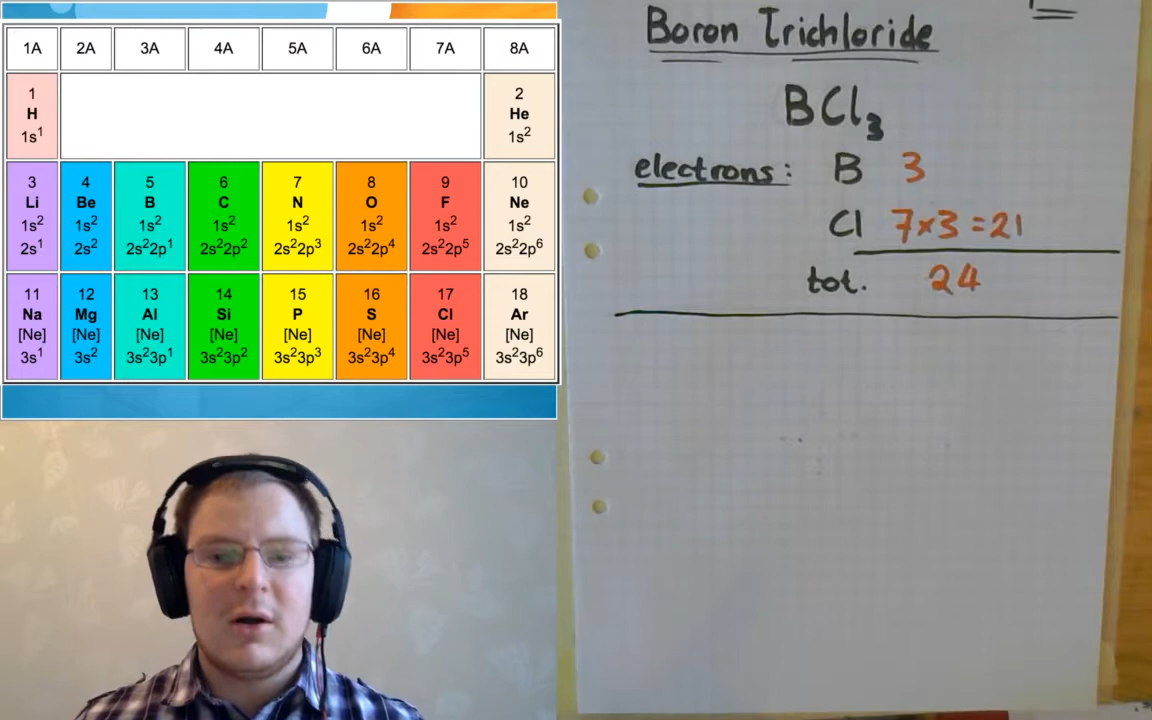 1A 2A 3A 4A 5A 6A 7A 8A
1 2
H He
1s¹ 1s²
3 4 5 6 7 8 9 10
Li Be B C N O F Ne
1s² 1s² 1s² 1s² 1s² 1s² 1s² 1s²
2s¹ 2s² 2s²2p¹ 2s²2p² 2s²2p³ 2s²2p⁴ 2s²2p⁵ 2s²2p⁶
11 12 13 14 15 16 17 18
Na Mg Al Si P S Cl Ar
[Ne] [Ne] [Ne] [Ne] [Ne] [Ne] [Ne] [Ne]
3s¹ 3s² 3s²3p¹ 3s²3p² 3s²3p³ 3s²3p⁴ 3s²3p⁵ 3s²3p⁶
Boron Trichloride
BCl₃
electrons: B 3
Cl 7×3=21
tot. 24